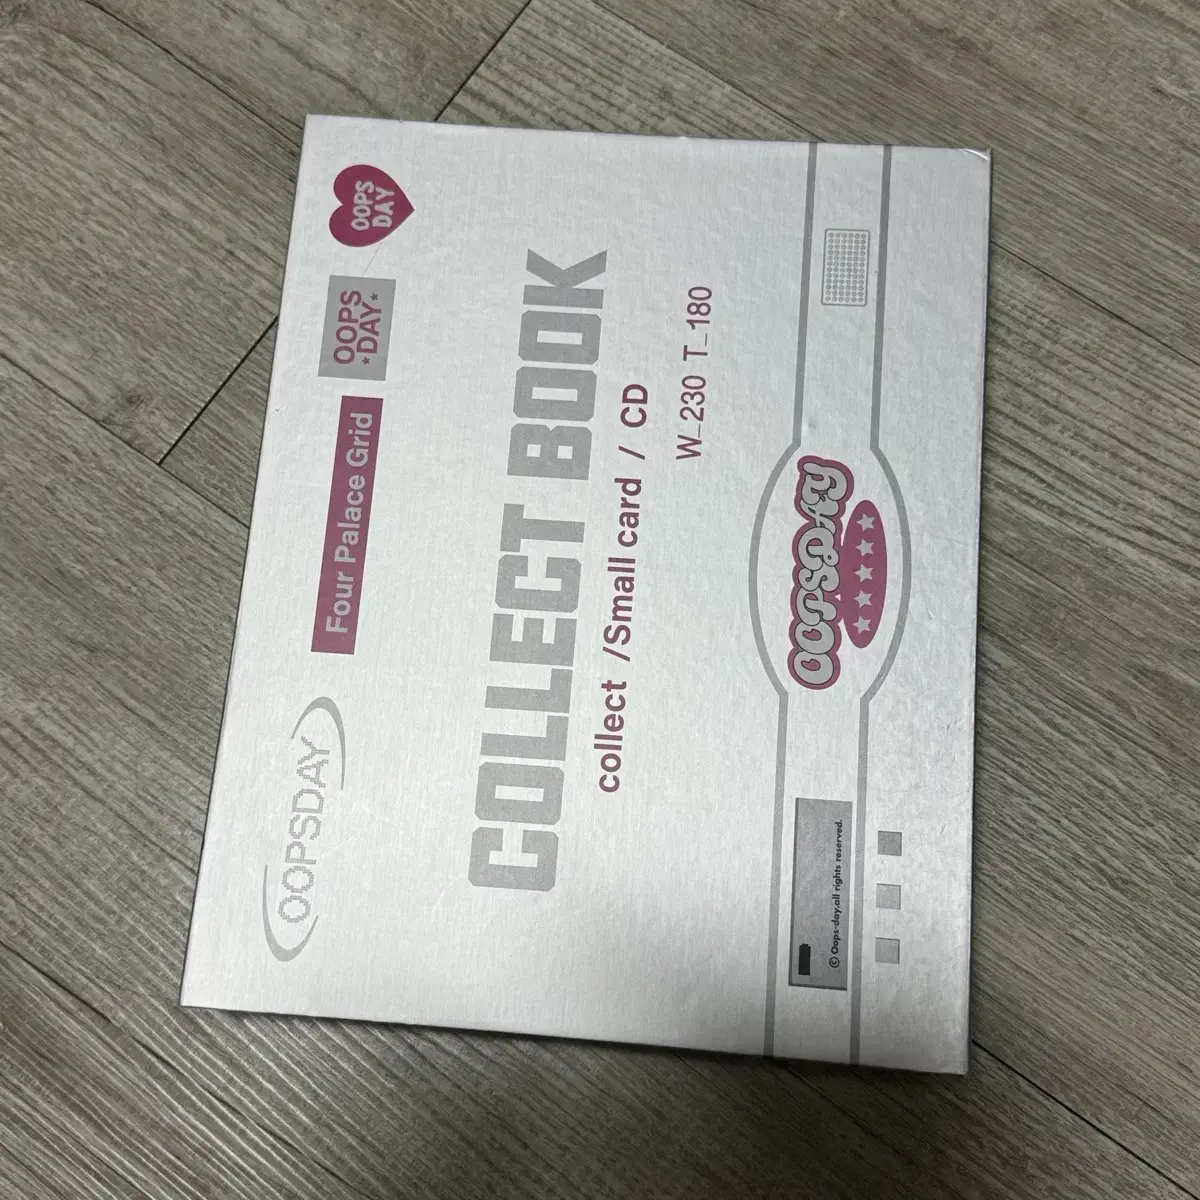 OOPSDAY
Four Palace Grid
OOPS
★DAY★
OOPS
DAY
COLLECT BOOK
collect /Small card / CD
W_230 T_180
OOPSDAY
© Oops-day.all rights reserved.